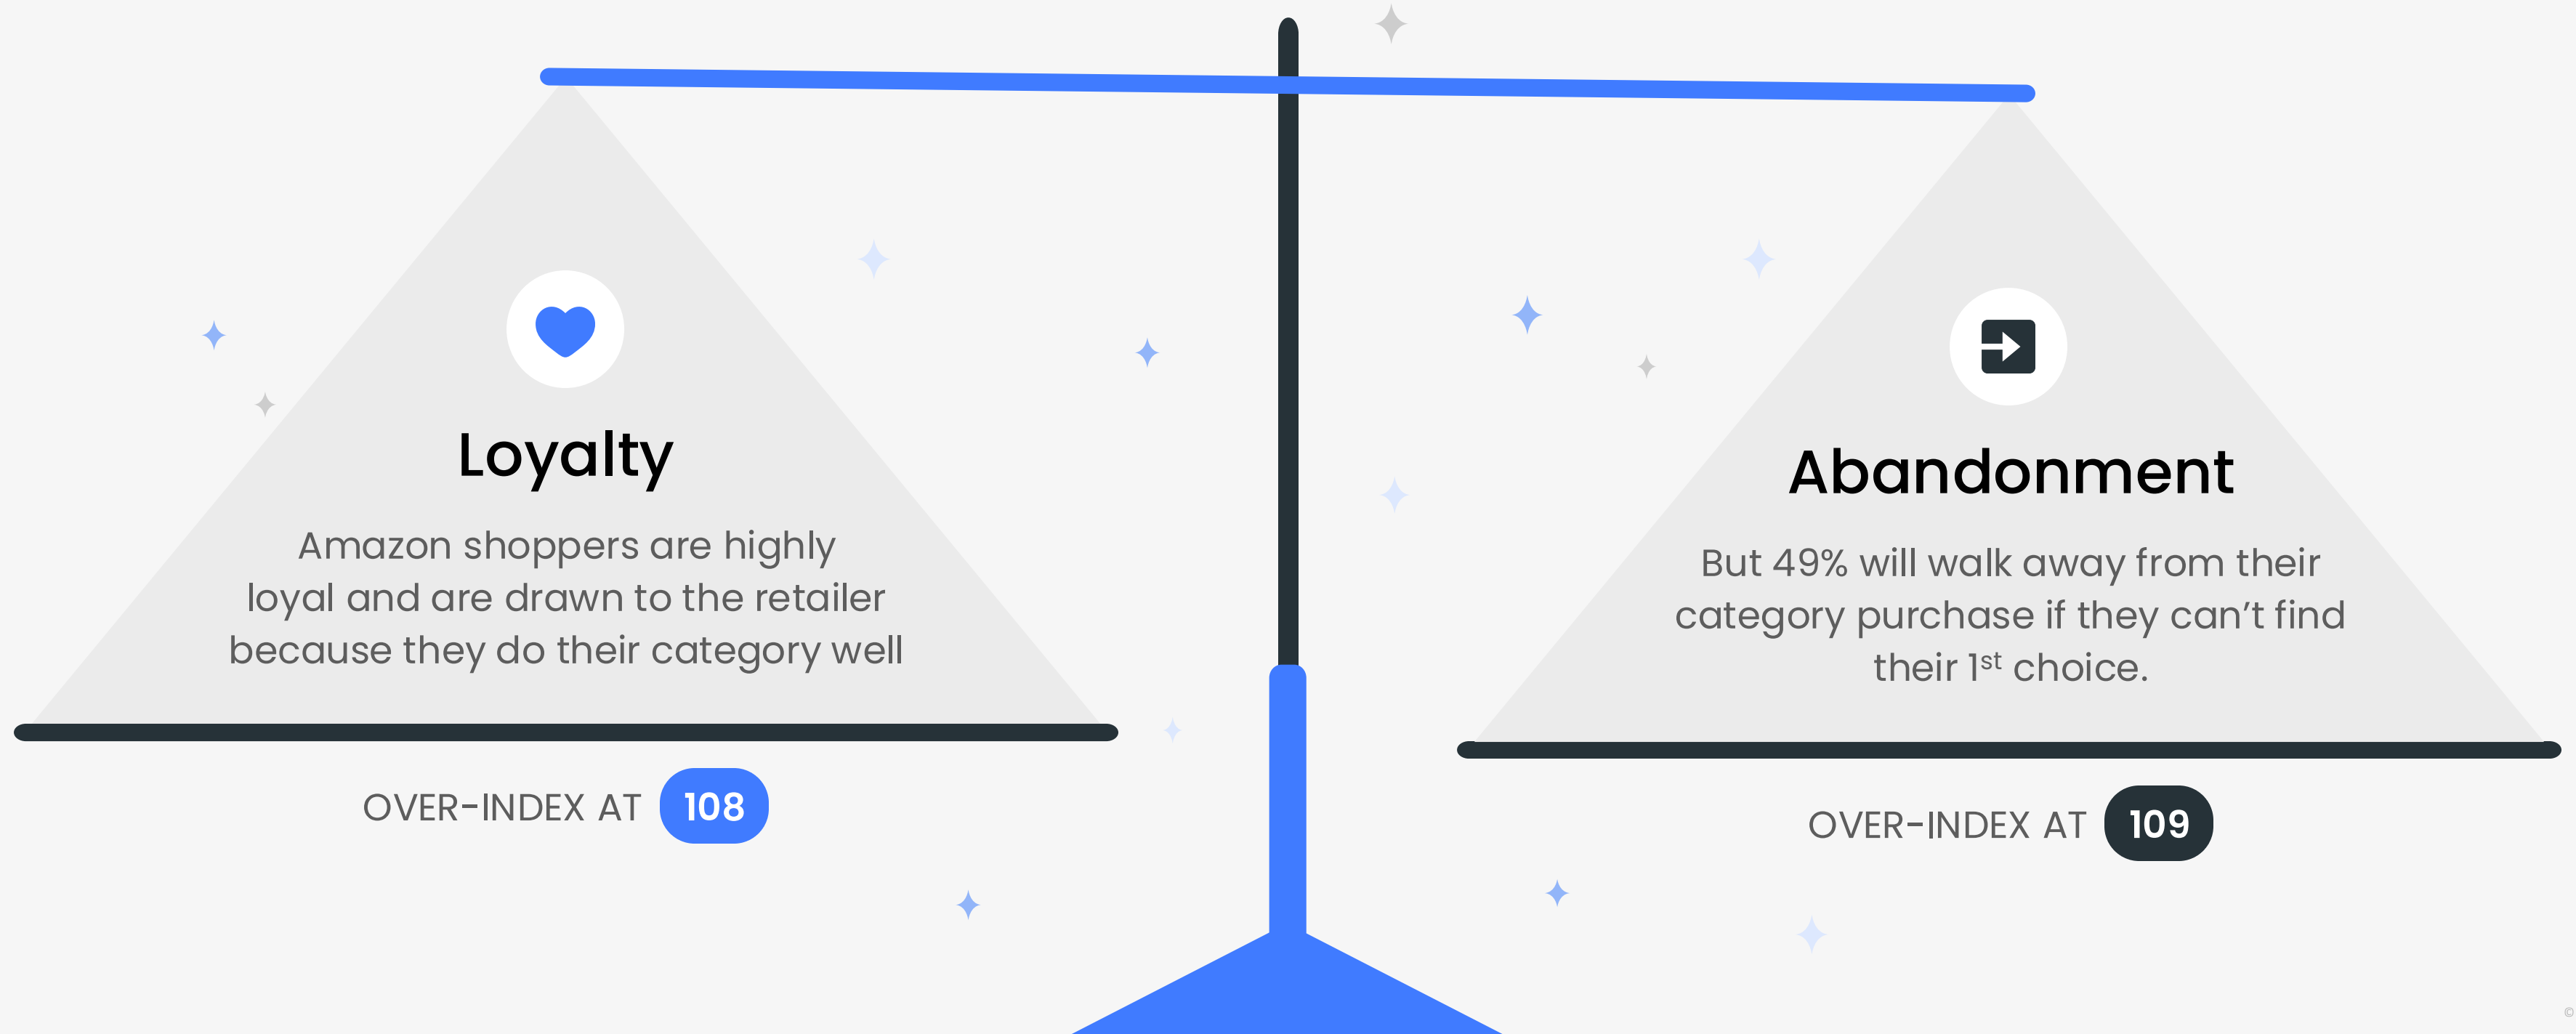 Loyalty
Amazon shoppers are highly
loyal and are drawn to the retailer
because they do their category well
OVER-INDEX AT 108
Abandonment
But 49% will walk away from their
category purchase if they can’t find
their 1st choice.
OVER-INDEX AT 109
©